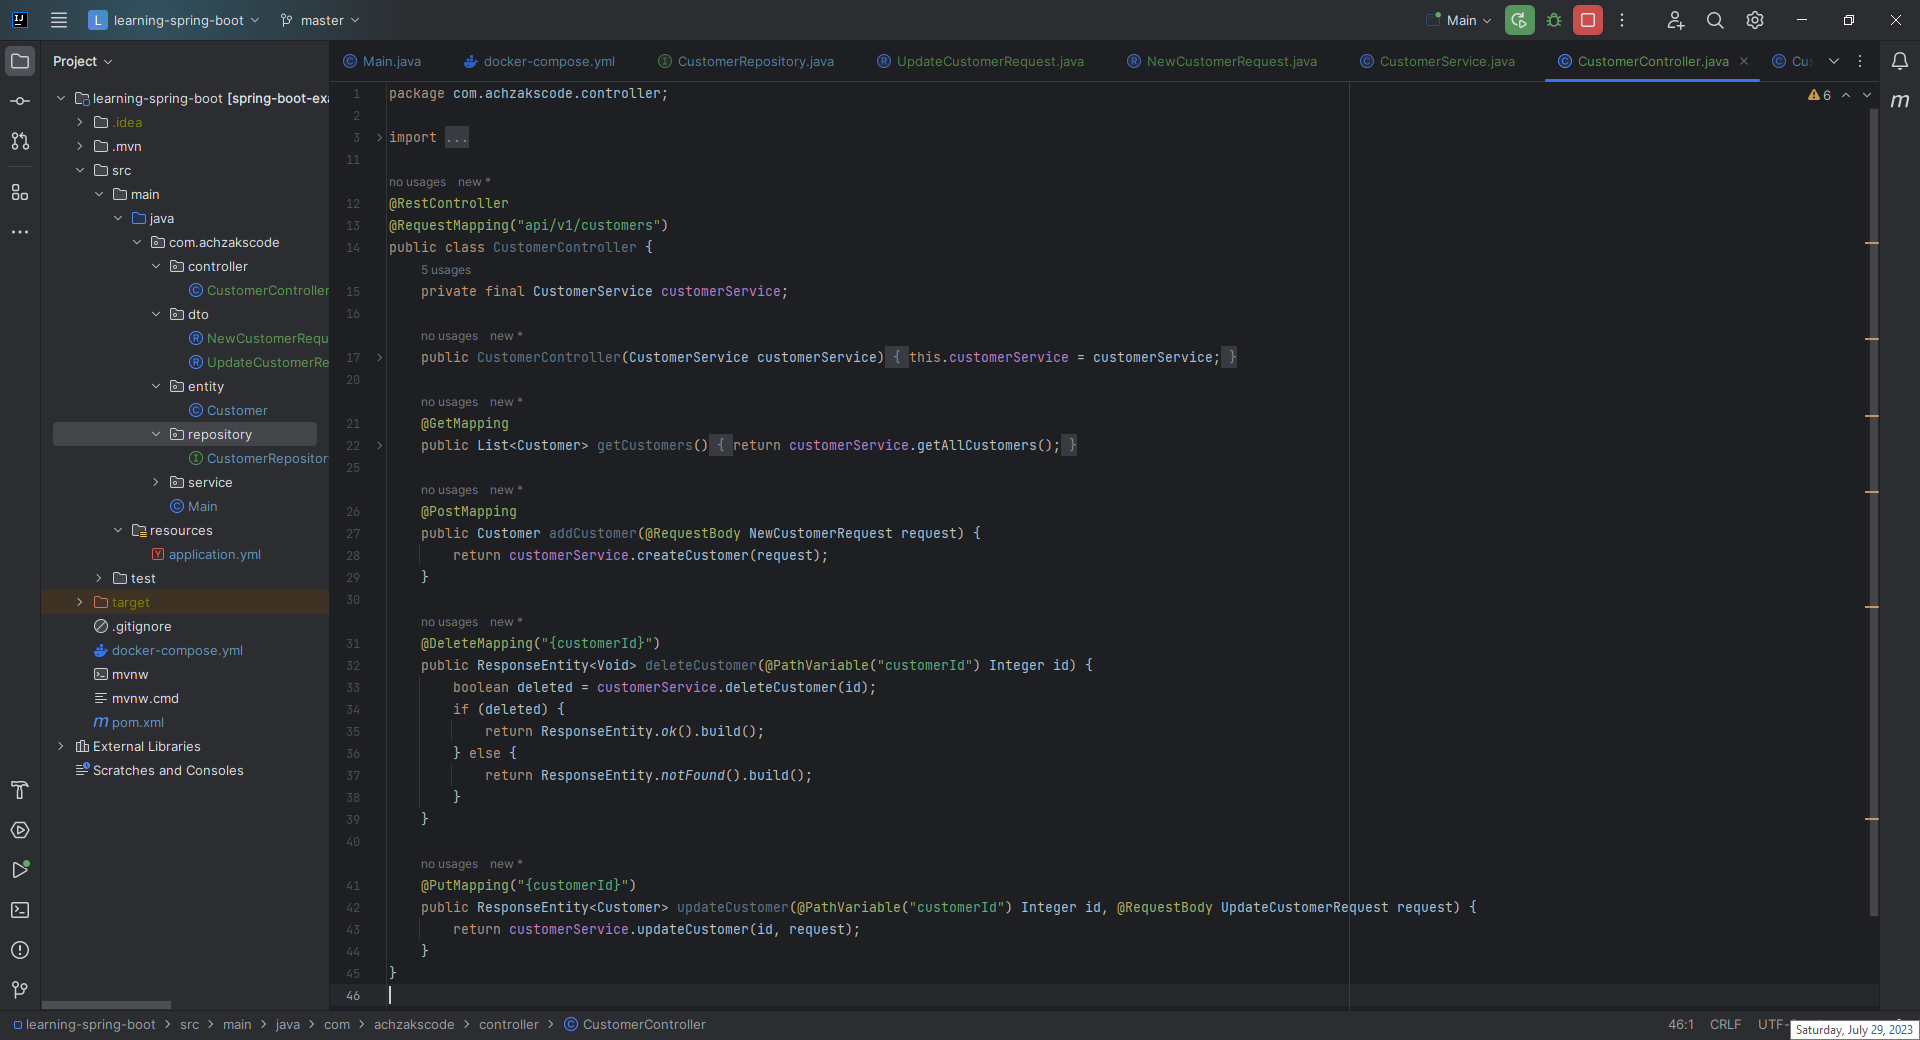 learning-spring-boot
master
Main
Project
Main.java
docker-compose.yml
CustomerRepository.java
UpdateCustomerRequest.java
NewCustomerRequest.java
CustomerService.java
CustomerController.java
Cu
learning-spring-boot [spring-boot-exa
.idea
.mvn
src
main
java
com.achzakscode
controller
CustomerController
dto
NewCustomerRequ
UpdateCustomerRe
entity
Customer
repository
CustomerRepositor
service
Main
resources
application.yml
test
target
.gitignore
docker-compose.yml
mvnw
mvnw.cmd
pom.xml
External Libraries
Scratches and Consoles
6
1 package com.achzakscode.controller;
2
3 import ...
11
no usages new *
12 @RestController
13 @RequestMapping("api/v1/customers")
14 public class CustomerController {
5 usages
15 private final CustomerService customerService;
16
no usages new *
17 public CustomerController(CustomerService customerService) { this.customerService = customerService; }
20
no usages new *
21 @GetMapping
22 public List<Customer> getCustomers() { return customerService.getAllCustomers(); }
25
no usages new *
26 @PostMapping
27 public Customer addCustomer(@RequestBody NewCustomerRequest request) {
28 return customerService.createCustomer(request);
29 }
30
no usages new *
31 @DeleteMapping("{customerId}")
32 public ResponseEntity<Void> deleteCustomer(@PathVariable("customerId") Integer id) {
33 boolean deleted = customerService.deleteCustomer(id);
34 if (deleted) {
35 return ResponseEntity.ok().build();
36 } else {
37 return ResponseEntity.notFound().build();
38 }
39 }
40
no usages new *
41 @PutMapping("{customerId}")
42 public ResponseEntity<Customer> updateCustomer(@PathVariable("customerId") Integer id, @RequestBody UpdateCustomerRequest request) {
43 return customerService.updateCustomer(id, request);
44 }
45 }
46
learning-spring-boot > src > main > java > com > achzakscode > controller > CustomerController
46:1 CRLF UTF-
Saturday, July 29, 2023